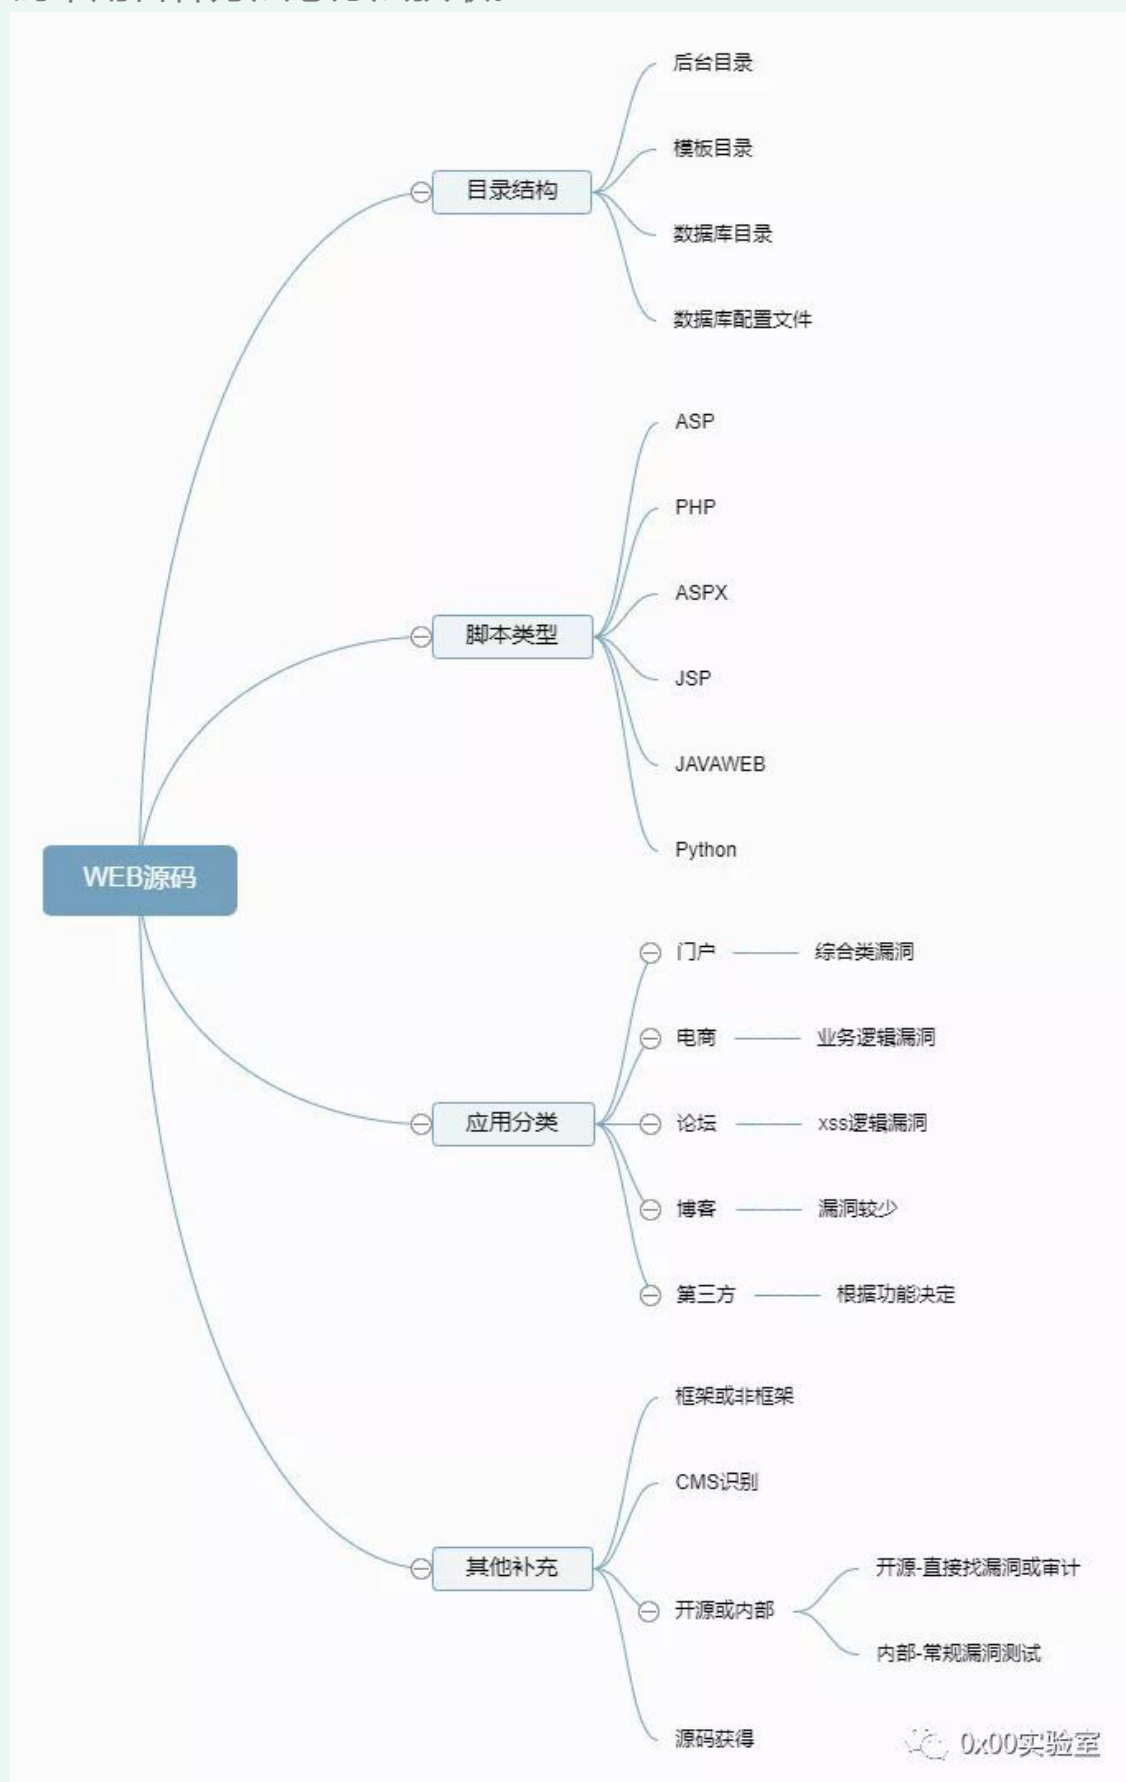 后台目录
模板目录
目录结构
数据库目录
数据库配置文件
ASP
PHP
ASPX
脚本类型
JSP
JAVAWEB
Python
WEB源码
门户 综合类漏洞
电商 业务逻辑漏洞
应用分类
论坛 xss逻辑漏洞
博客 漏洞较少
第三方 根据功能决定
框架或非框架
CMS识别
其他补充
开源-直接找漏洞或审计
开源或内部
内部-常规漏洞测试
源码获得
0x00实验室